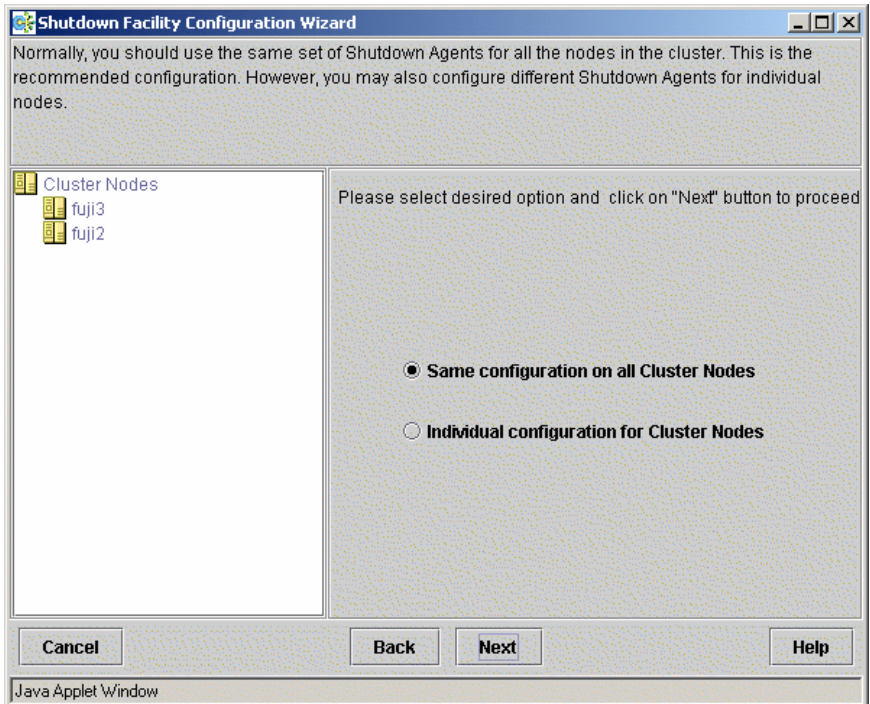 Shutdown Facility Configuration Wizard
Normally, you should use the same set of Shutdown Agents for all the nodes in the cluster. This is the
recommended configuration. However, you may also configure different Shutdown Agents for individual
nodes.
Cluster Nodes
fuji3
fuji2
Please select desired option and click on "Next" button to proceed
Same configuration on all Cluster Nodes
Individual configuration for Cluster Nodes
Cancel
Back
Next
Help
Java Applet Window